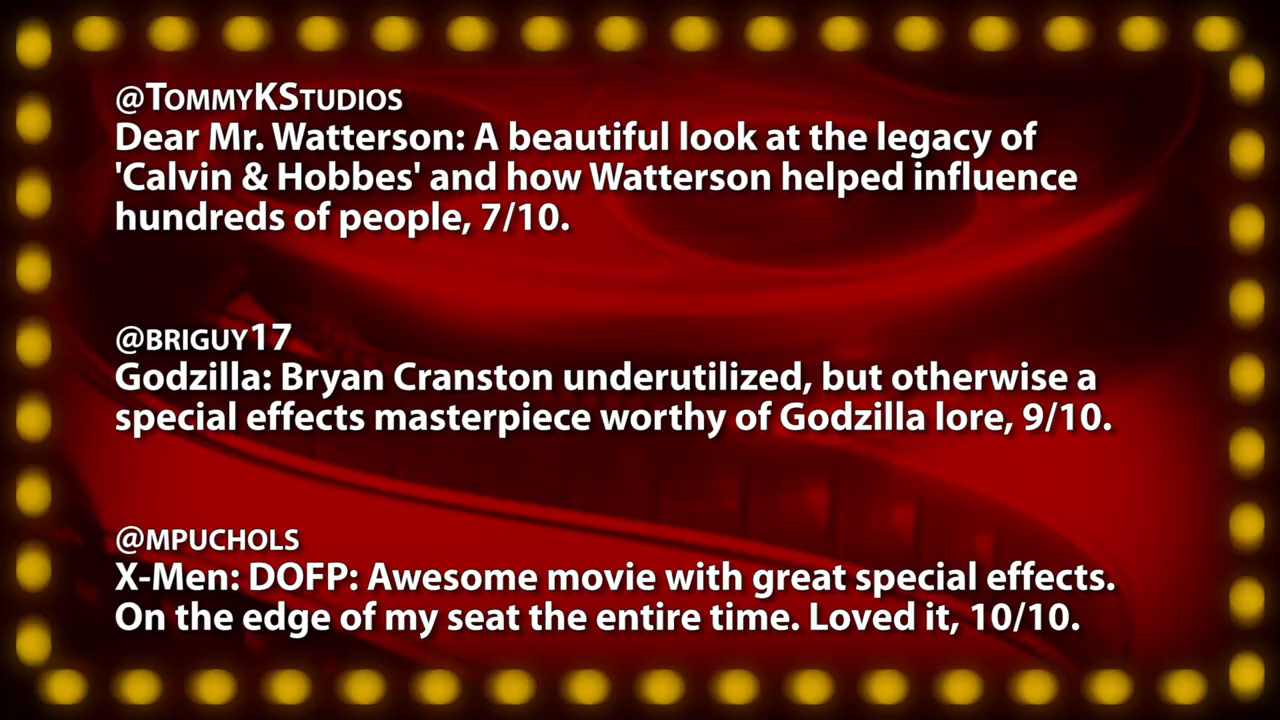 @TommyKStudios
Dear Mr. Watterson: A beautiful look at the legacy of
'Calvin & Hobbes' and how Watterson helped influence
hundreds of people, 7/10.
@briguy17
Godzilla: Bryan Cranston underutilized, but otherwise a
special effects masterpiece worthy of Godzilla lore, 9/10.
@mpuchols
X-Men: DOFP: Awesome movie with great special effects.
On the edge of my seat the entire time. Loved it, 10/10.